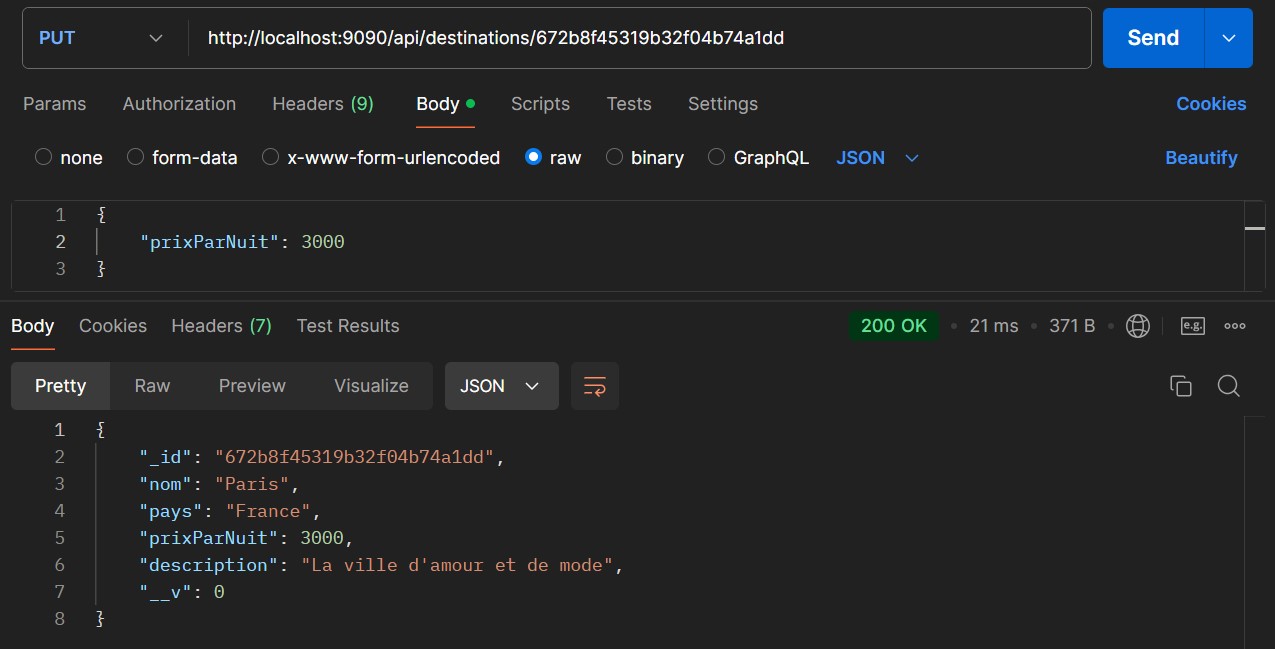 PUT http://localhost:9090/api/destinations/672b8f45319b32f04b74a1dd Send
Params Authorization Headers (9) Body Scripts Tests Settings Cookies
none form-data x-www-form-urlencoded raw binary GraphQL JSON Beautify
1 {
2 "prixParNuit": 3000
3 }
Body Cookies Headers (7) Test Results 200 OK 21 ms 371 B e.g.
Pretty Raw Preview Visualize JSON
1 {
2 "_id": "672b8f45319b32f04b74a1dd",
3 "nom": "Paris",
4 "pays": "France",
5 "prixParNuit": 3000,
6 "description": "La ville d'amour et de mode",
7 "__v": 0
8 }